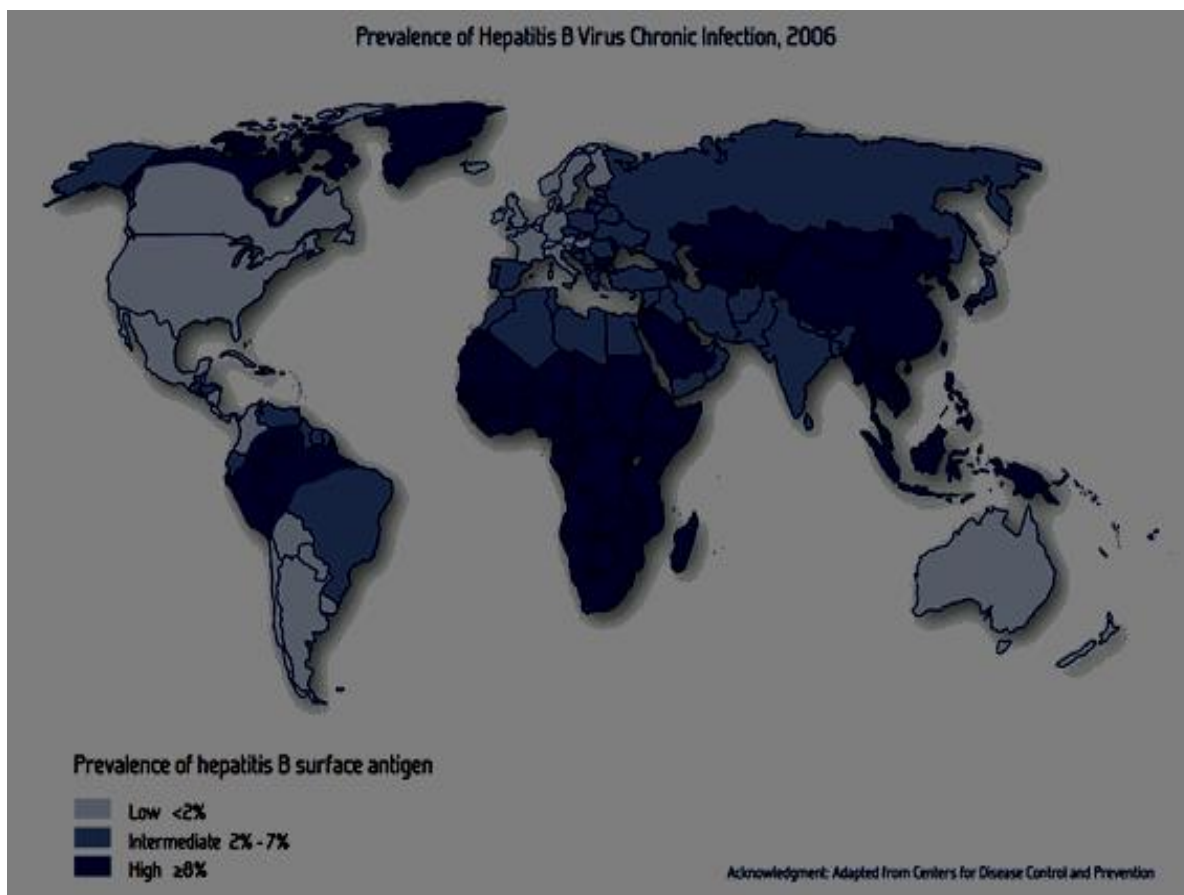 Prevalence of Hepatitis B Virus Chronic Infection, 2006
Prevalence of hepatitis B surface antigen
Low <2%
Intermediate 2% - 7%
High ≥8%
Acknowledgment: Adapted from Centers for Disease Control and Prevention